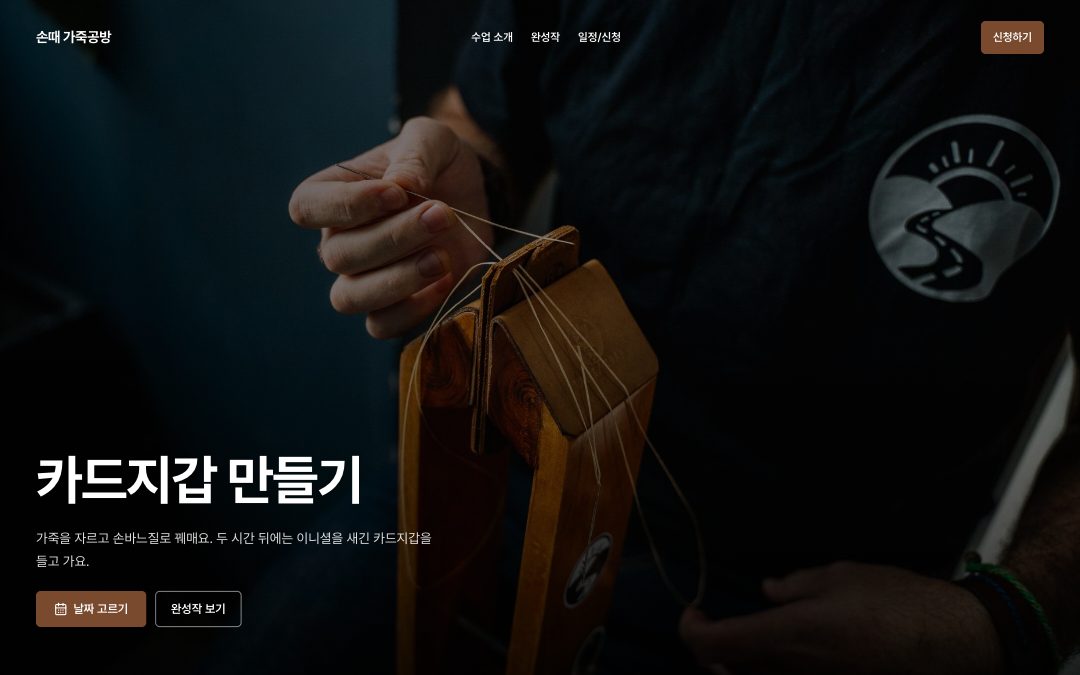 손때 가죽공방
수업 소개
완성작
일정/신청
신청하기
카드지갑 만들기
가죽을 자르고 손바느질로 꿰매요. 두 시간 뒤에는 이니셜을 새긴 카드지갑을
들고 가요.
날짜 고르기
완성작 보기